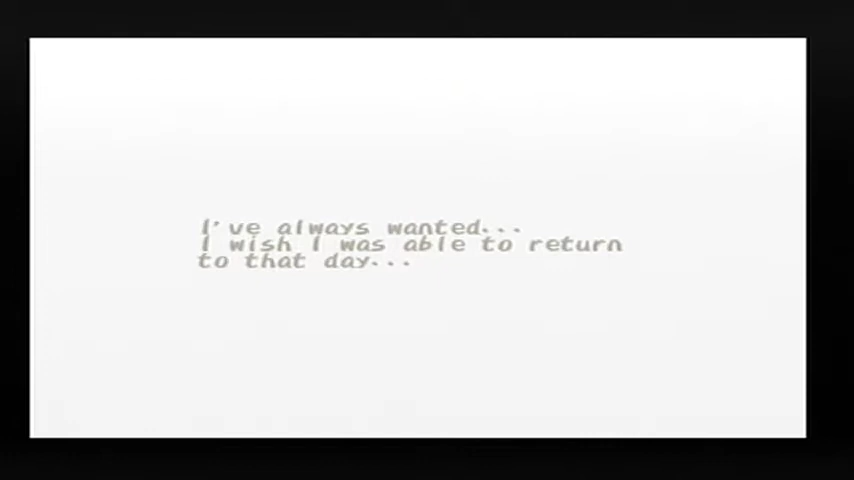 I've always wanted...
I wish I was able to return
to that day...